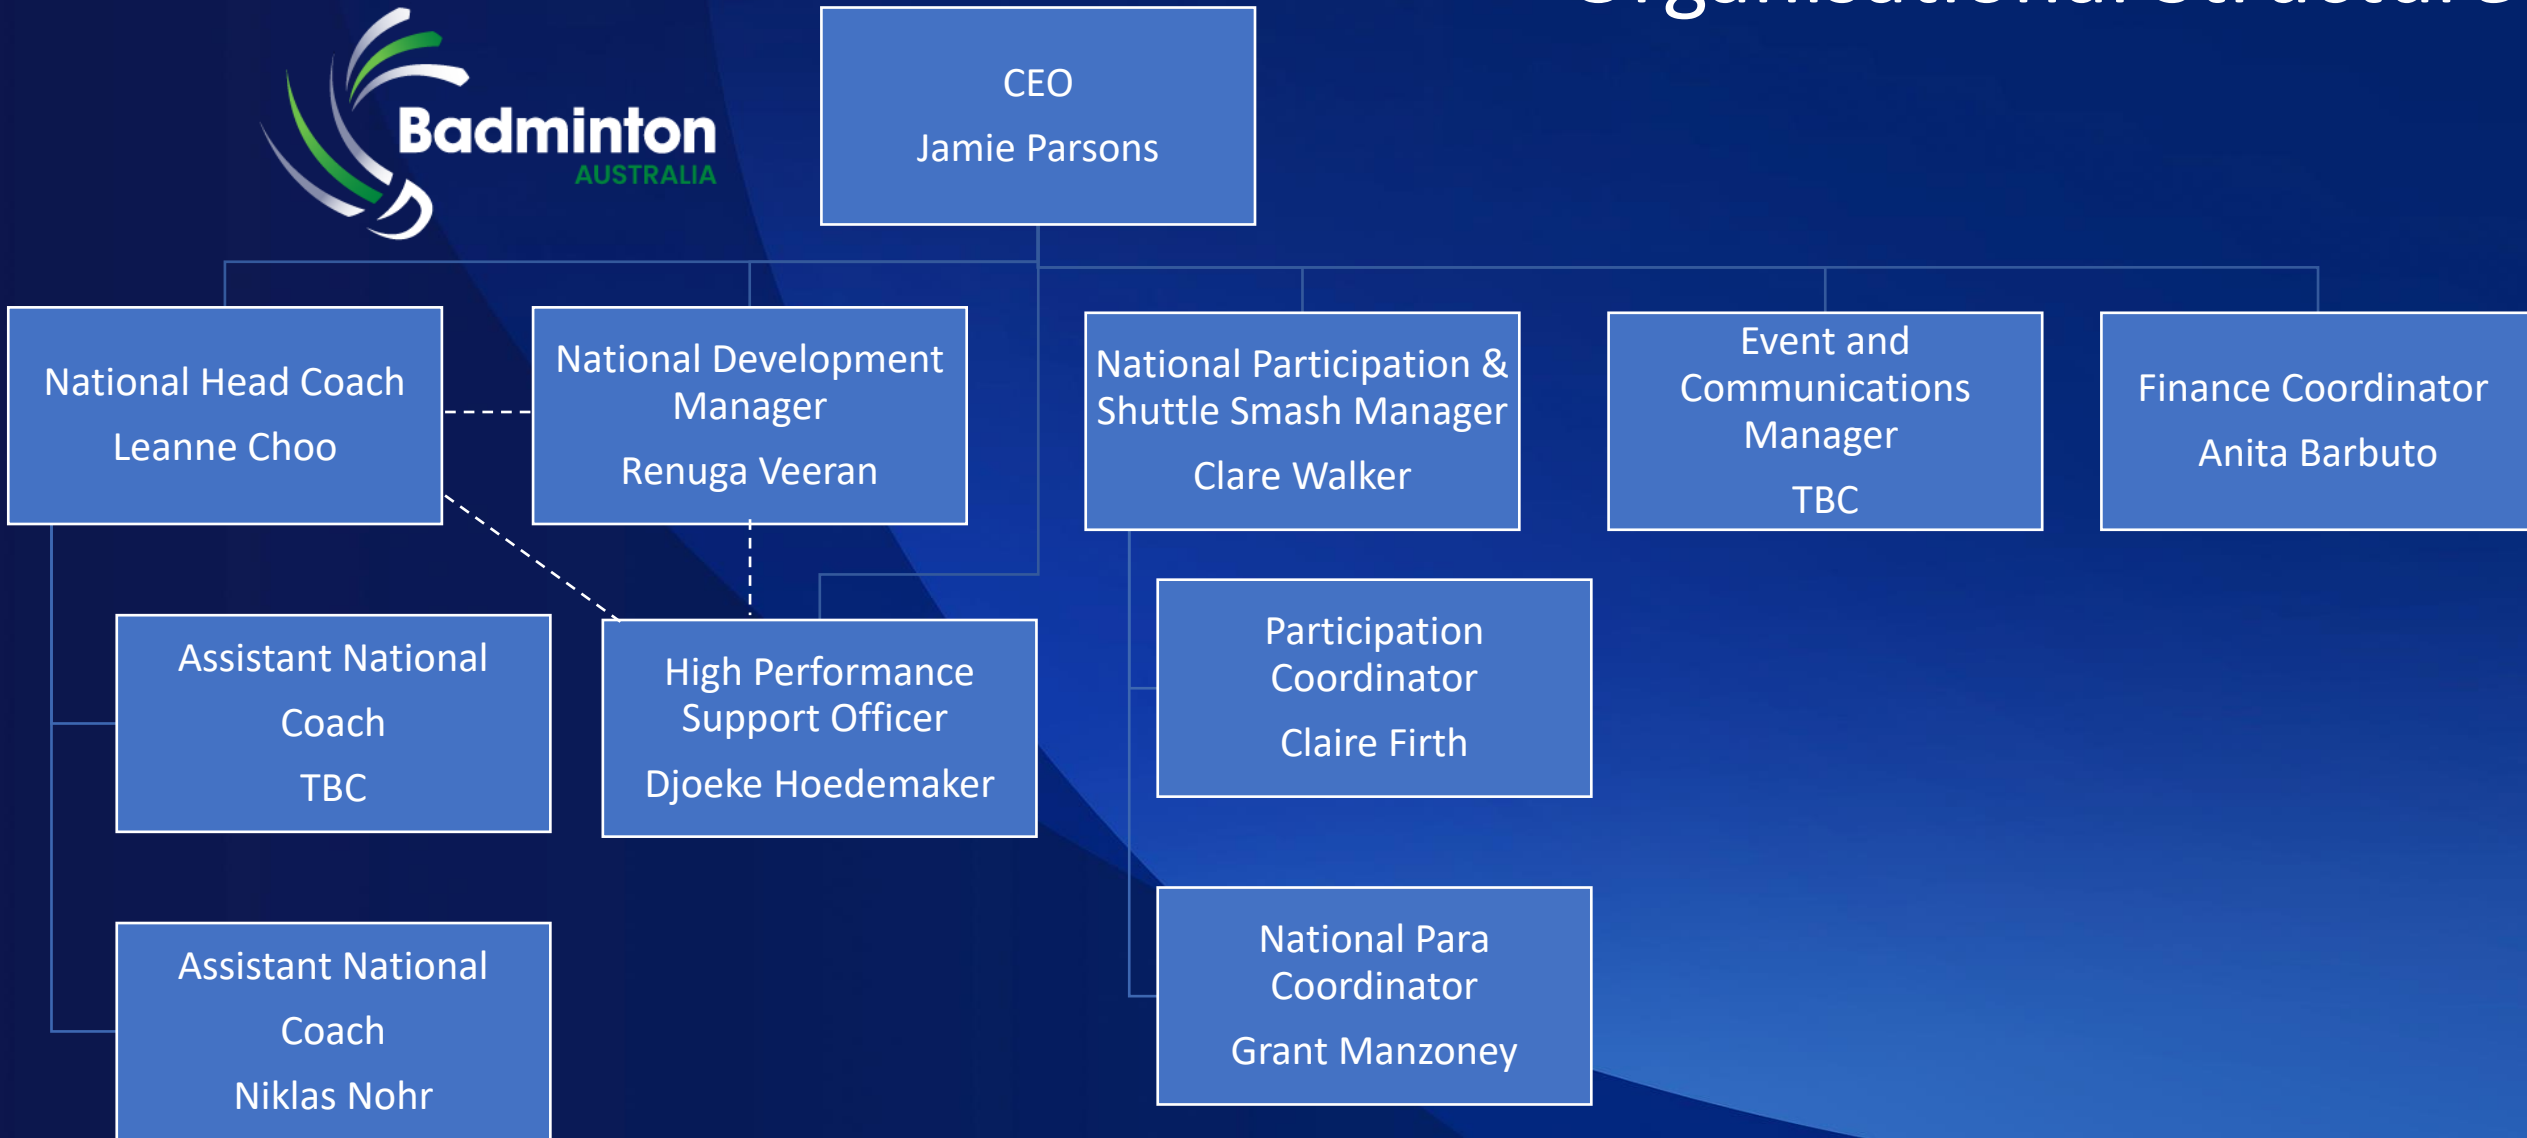 Organisational Structure
Badminton
AUSTRALIA
CEO
Jamie Parsons
National Head Coach
Leanne Choo
National Development
Manager
Renuga Veeran
National Participation &
Shuttle Smash Manager
Clare Walker
Event and
Communications
Manager
TBC
Finance Coordinator
Anita Barbuto
Assistant National
Coach
TBC
High Performance
Support Officer
Djoeke Hoedemaker
Participation
Coordinator
Claire Firth
Assistant National
Coach
Niklas Nohr
National Para
Coordinator
Grant Manzoney